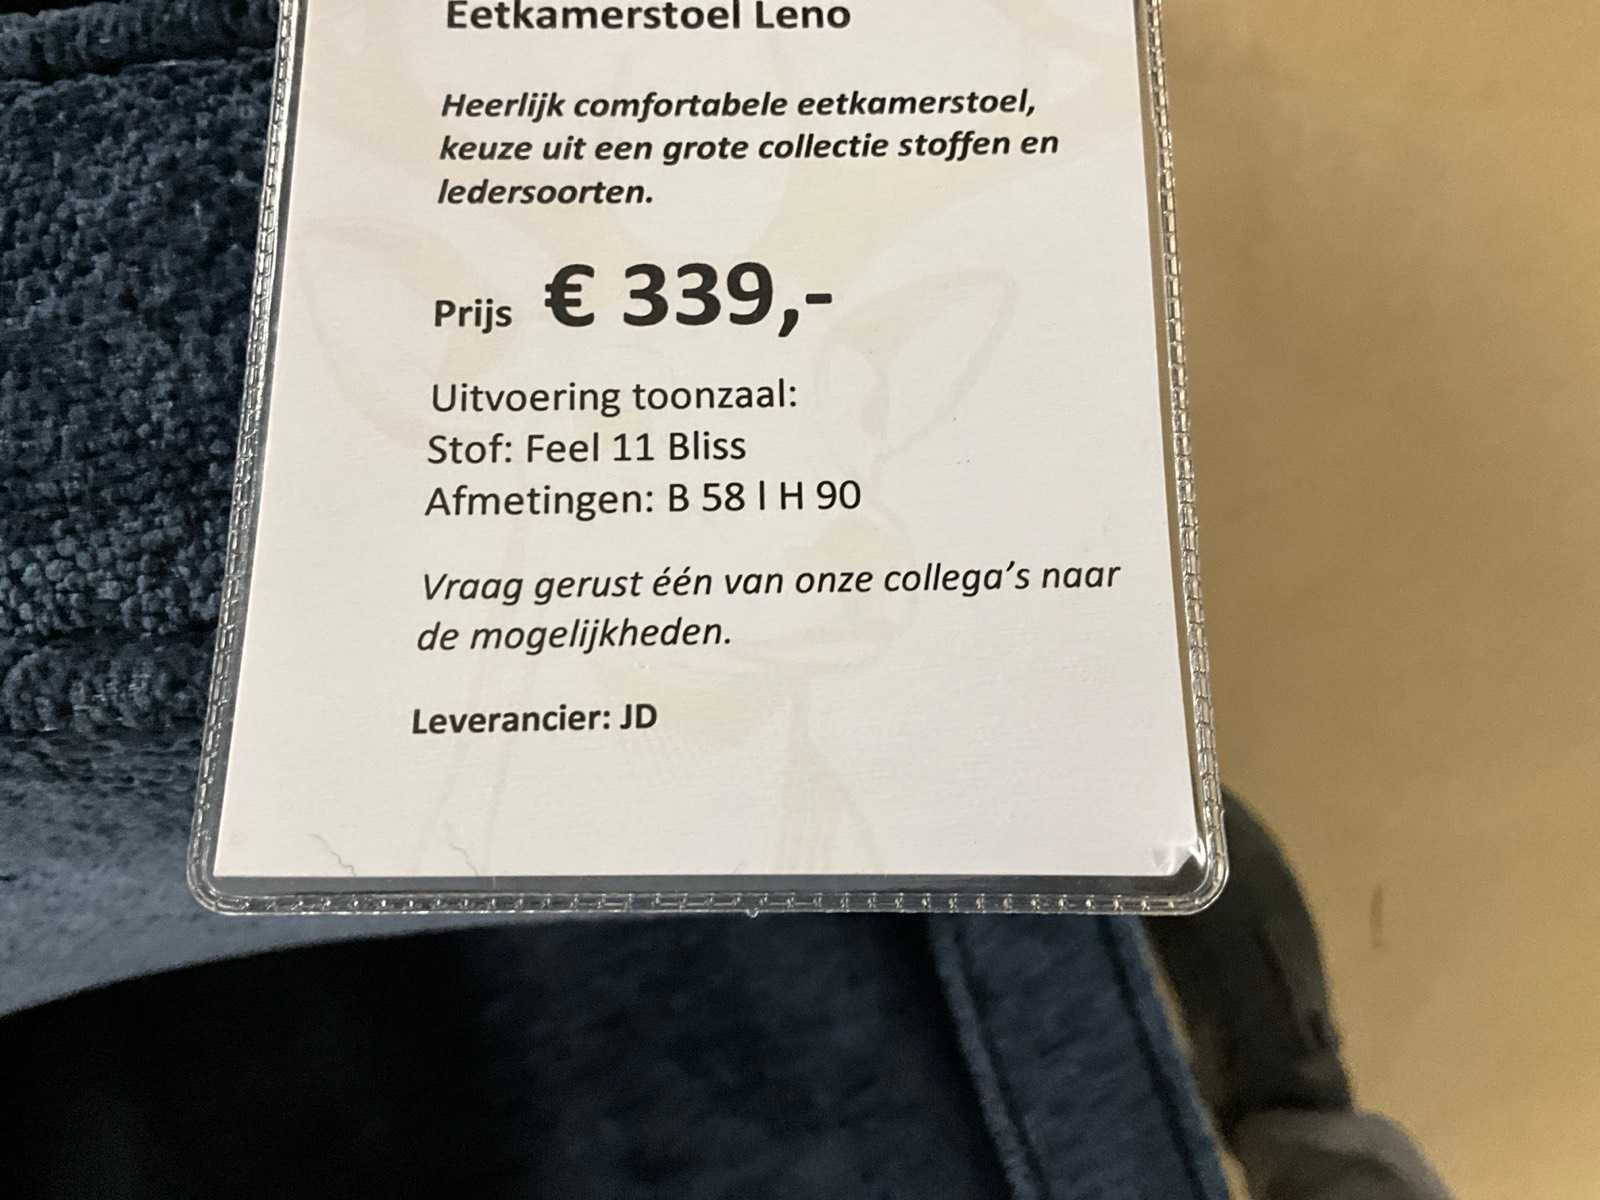 Eetkamerstoel Leno
Heerlijk comfortabele eetkamerstoel,
keuze uit een grote collectie stoffen en
ledersoorten.
Prijs € 339,-
Uitvoering toonzaal:
Stof: Feel 11 Bliss
Afmetingen: B 58 l H 90
Vraag gerust één van onze collega's naar
de mogelijkheden.
Leverancier: JD